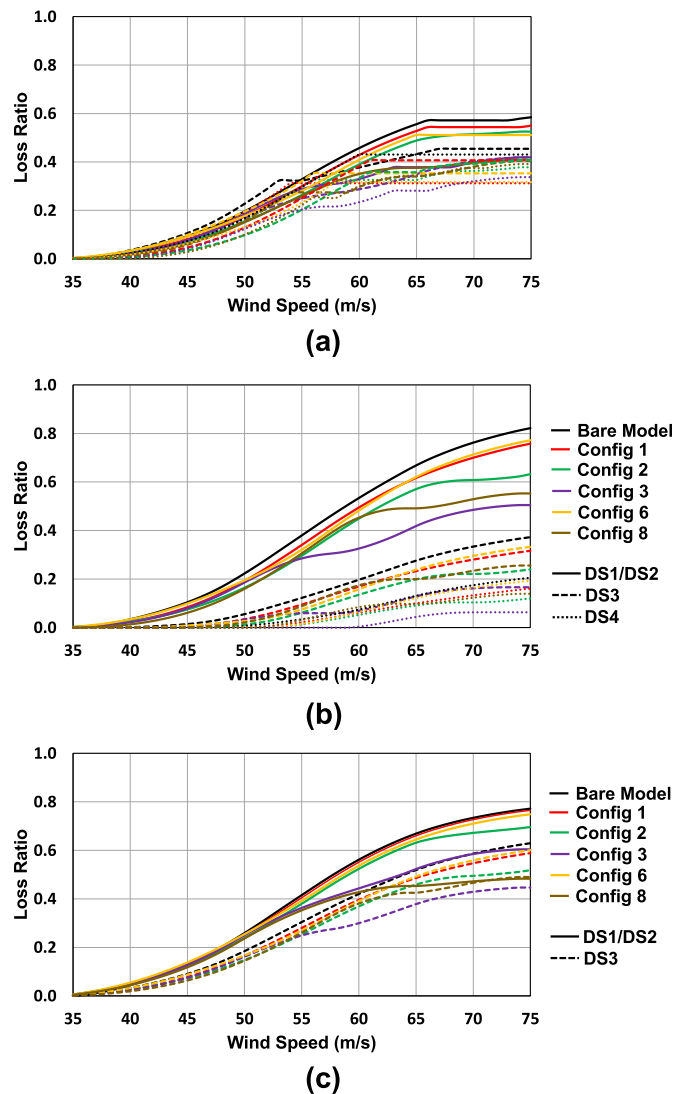 1.0
0.8
0.6
0.4
0.2
0.0
Loss Ratio
35 40 45 50 55 60 65 70 75
Wind Speed (m/s)
(a)
1.0
0.8
0.6
0.4
0.2
0.0
Loss Ratio
35 40 45 50 55 60 65 70 75
Wind Speed (m/s)
Bare Model
Config 1
Config 2
Config 3
Config 6
Config 8
DS1/DS2
DS3
DS4
(b)
1.0
0.8
0.6
0.4
0.2
0.0
Loss Ratio
35 40 45 50 55 60 65 70 75
Wind Speed (m/s)
Bare Model
Config 1
Config 2
Config 3
Config 6
Config 8
DS1/DS2
DS3
(c)